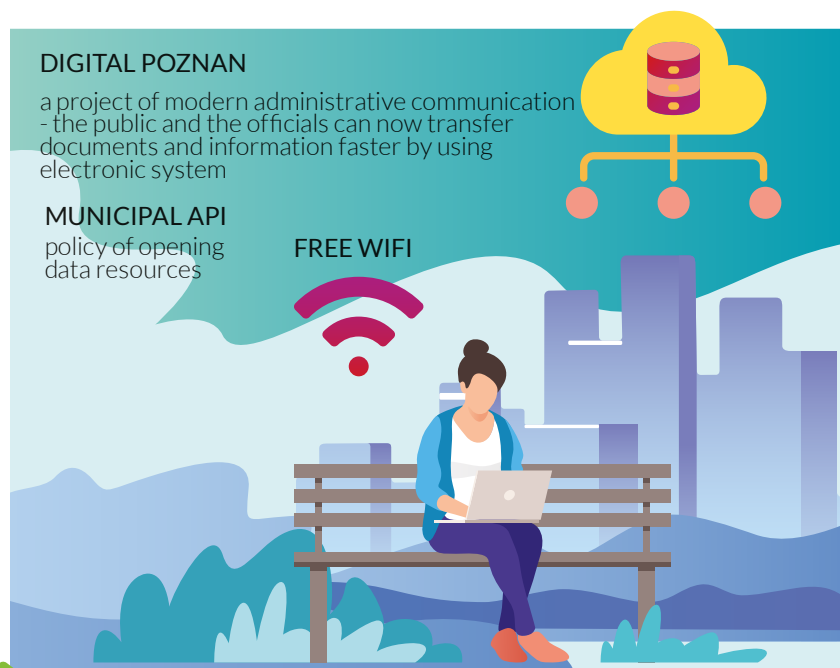 DIGITAL POZNAN
a project of modern administrative communication
- the public and the officials can now transfer
documents and information faster by using
electronic system
MUNICIPAL API
policy of opening
data resources
FREE WIFI